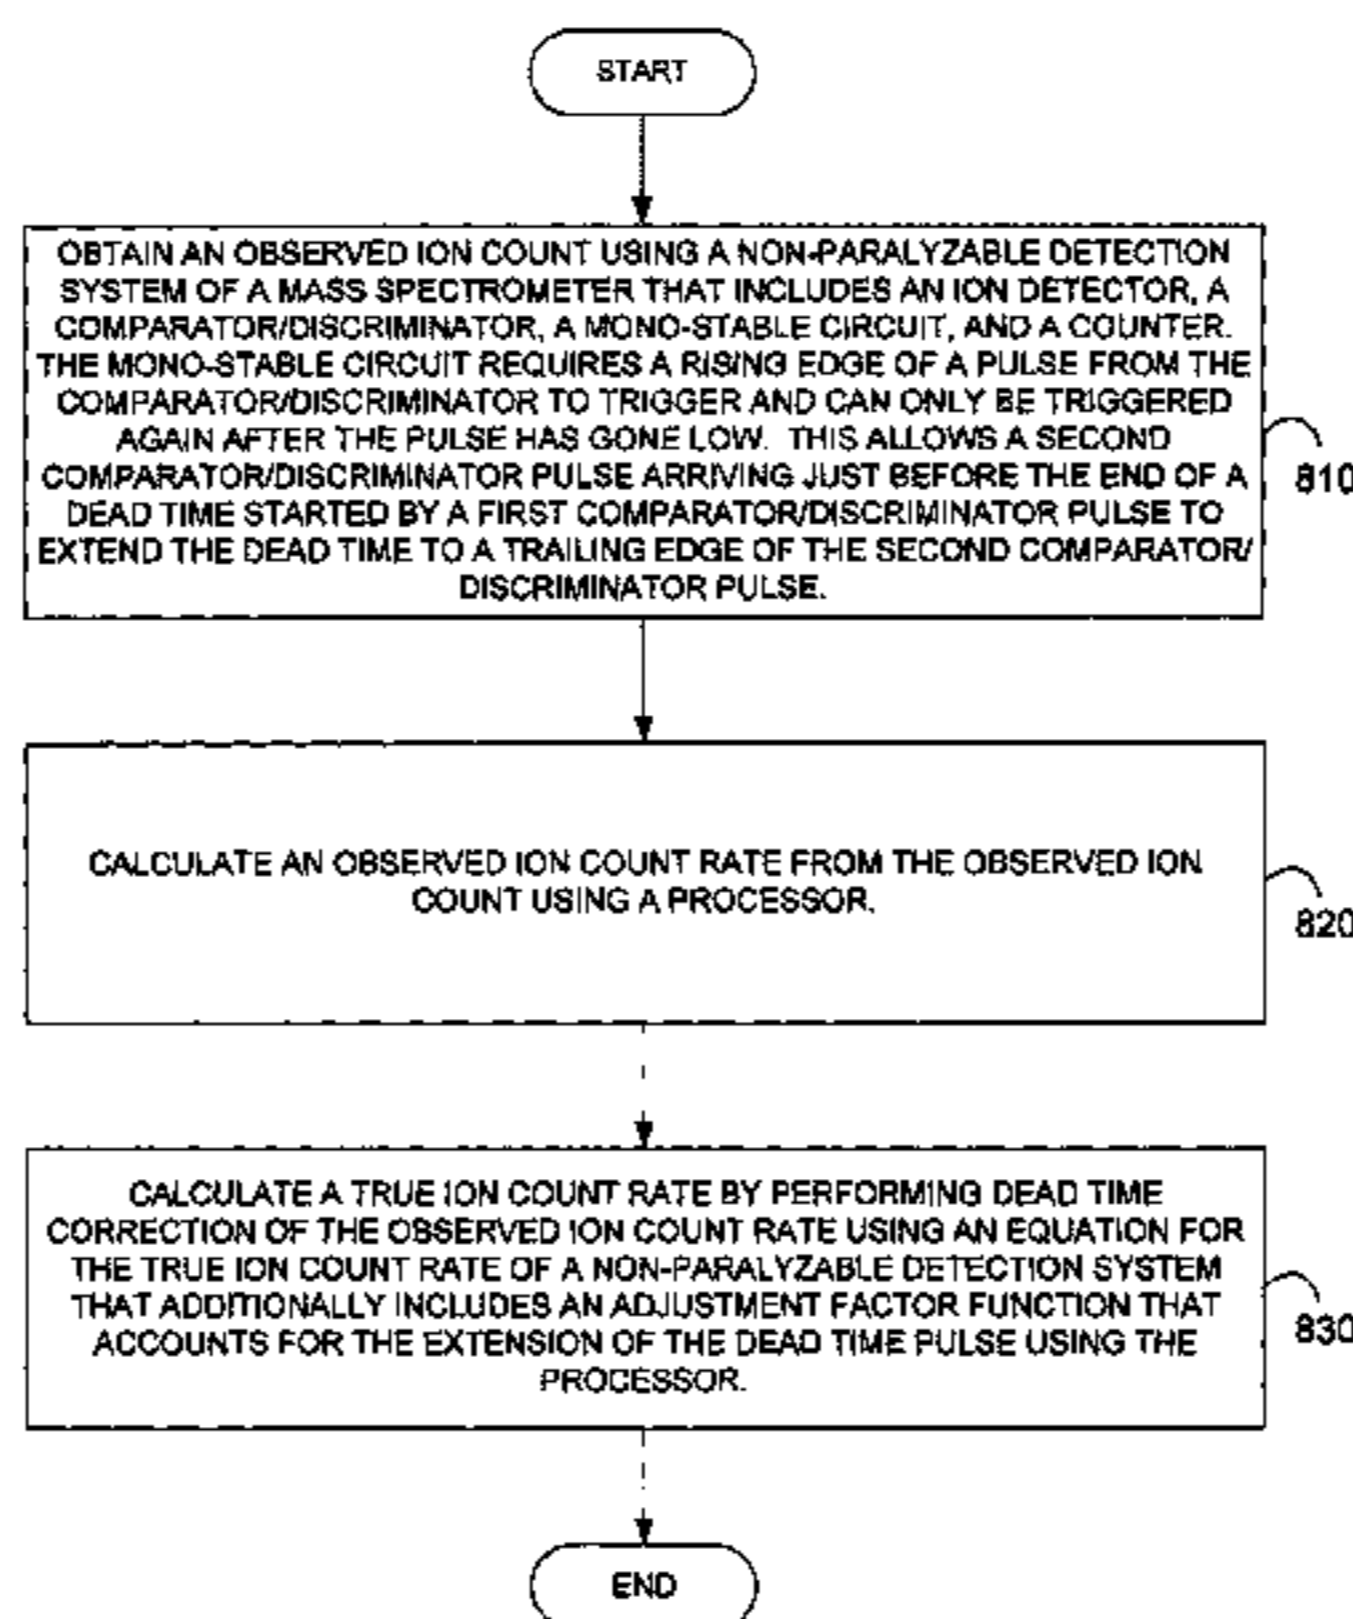 START
OBTAIN AN OBSERVED ION COUNT USING A NON-PARALYZABLE DETECTION
SYSTEM OF A MASS SPECTROMETER THAT INCLUDES AN ION DETECTOR, A
COMPARATOR/DISCRIMINATOR, A MONO-STABLE CIRCUIT, AND A COUNTER.
THE MONO-STABLE CIRCUIT REQUIRES A RISING EDGE OF A PULSE FROM THE
COMPARATOR/DISCRIMINATOR TO TRIGGER AND CAN ONLY BE TRIGGERED
AGAIN AFTER THE PULSE HAS GONE LOW. THIS ALLOWS A SECOND
COMPARATOR/DISCRIMINATOR PULSE ARRIVING JUST BEFORE THE END OF A
DEAD TIME STARTED BY A FIRST COMPARATOR/DISCRIMINATOR PULSE TO
EXTEND THE DEAD TIME TO A TRAILING EDGE OF THE SECOND COMPARATOR/
DISCRIMINATOR PULSE.
810
CALCULATE AN OBSERVED ION COUNT RATE FROM THE OBSERVED ION
COUNT USING A PROCESSOR.
820
CALCULATE A TRUE ION COUNT RATE BY PERFORMING DEAD TIME
CORRECTION OF THE OBSERVED ION COUNT RATE USING AN EQUATION FOR
THE TRUE ION COUNT RATE OF A NON-PARALYZABLE DETECTION SYSTEM
THAT ADDITIONALLY INCLUDES AN ADJUSTMENT FACTOR FUNCTION THAT
ACCOUNTS FOR THE EXTENSION OF THE DEAD TIME PULSE USING THE
PROCESSOR.
830
END